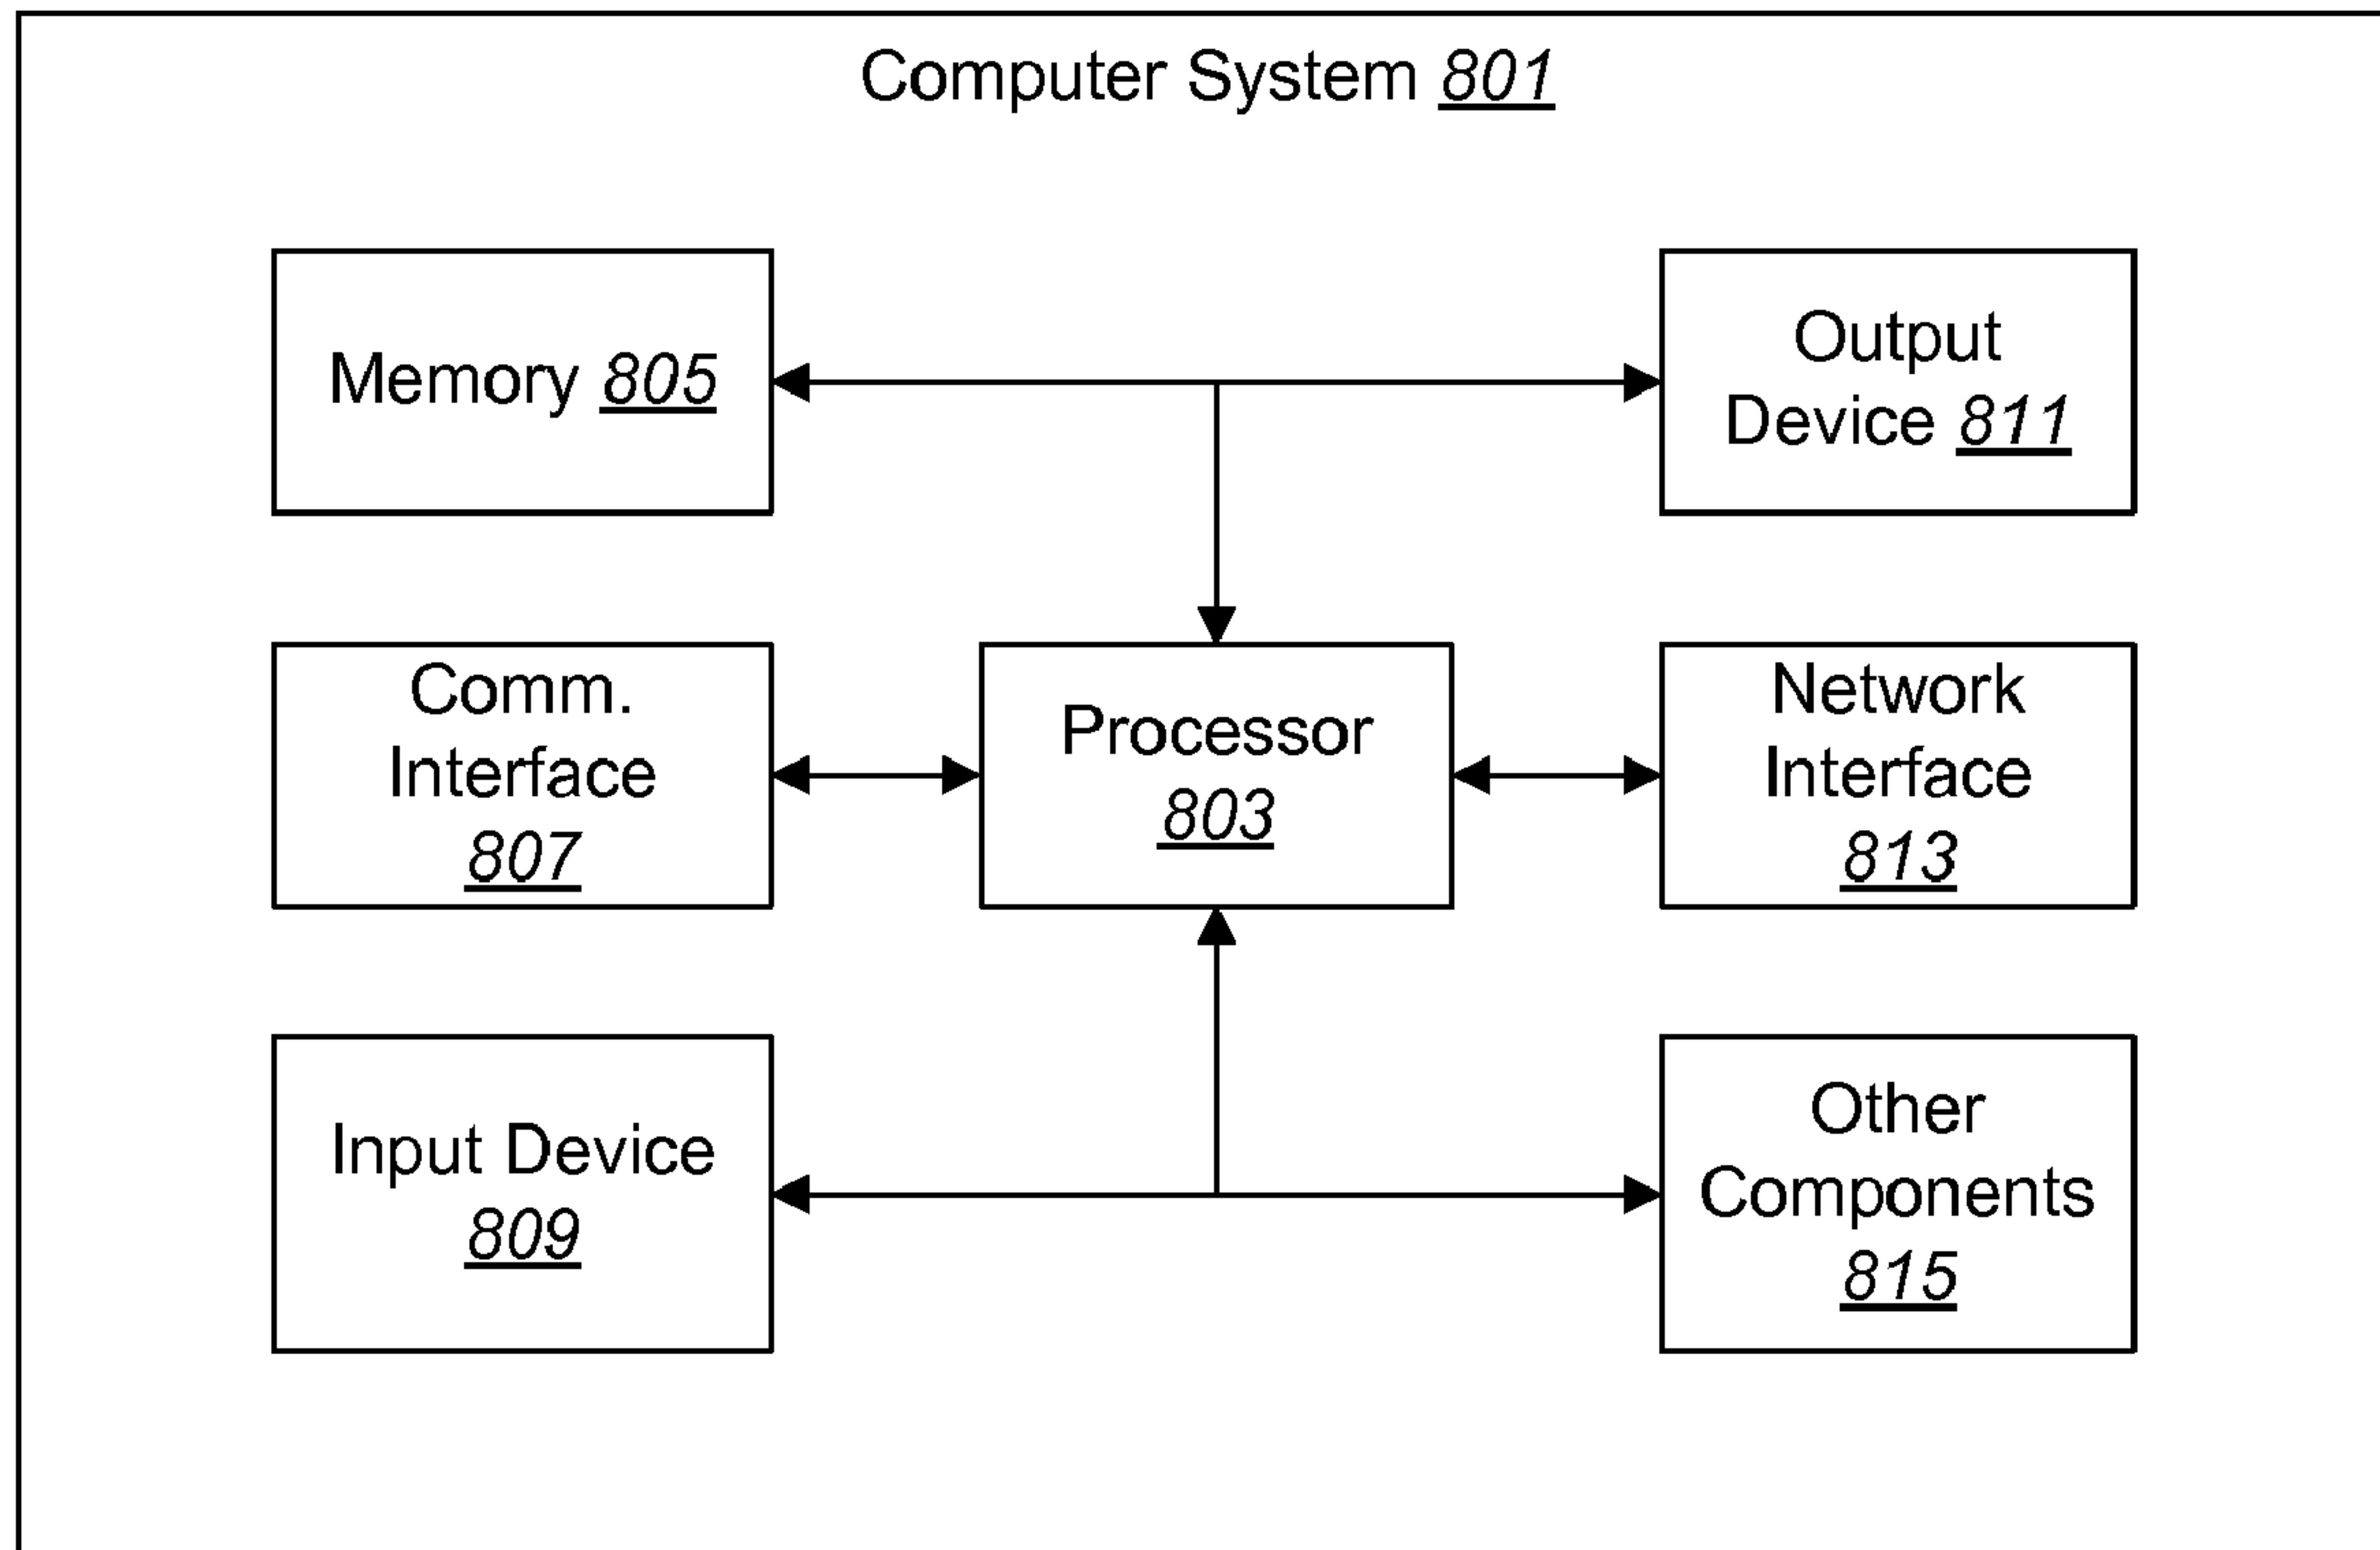 Computer System 801
Memory 805
Output
Device 811
Comm.
Interface
807
Processor
803
Network
Interface
813
Input Device
809
Other
Components
815